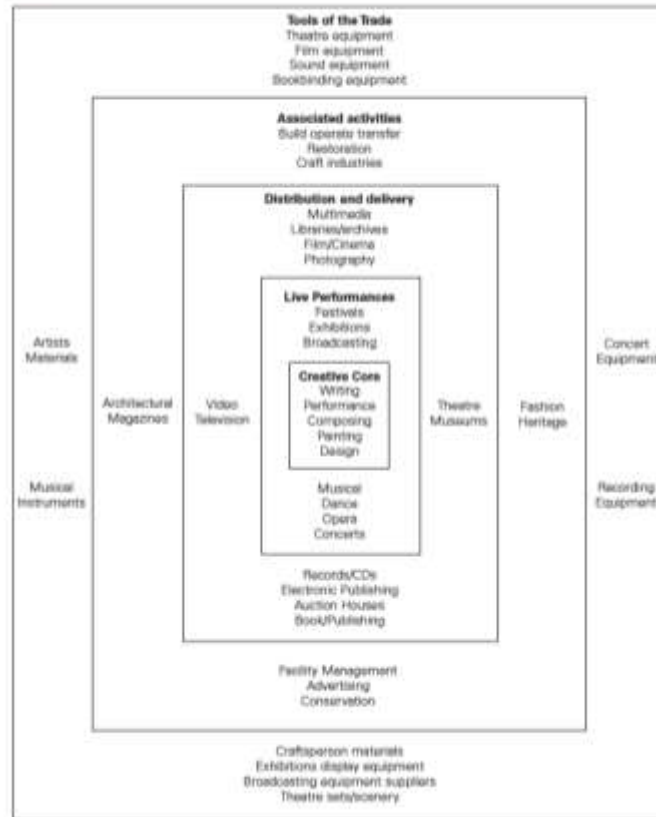 Tools of the Trade
Theatre equipment
Film equipment
Sound equipment
Bookbinding equipment
Associated activities
Build operate transfer
Restoration
Craft industries
Distribution and delivery
Multimedia
Libraries/archives
Film/Cinema
Photography
Live Performances
Festivals
Exhibitions
Broadcasting
Artists
Materials
Concert
Equipment
Creative Core
Writing
Performance
Composing
Painting
Design
Architectural
Magazines
Video
Television
Theatre
Museums
Fashion
Heritage
Musical
Instruments
Recording
Equipment
Musical
Dance
Opera
Concerts
Records/CDs
Electronic Publishing
Auction Houses
Book/Publishing
Facility Management
Advertising
Conservation
Craftsperson materials
Exhibitions display equipment
Broadcasting equipment suppliers
Theatre sets/scenery